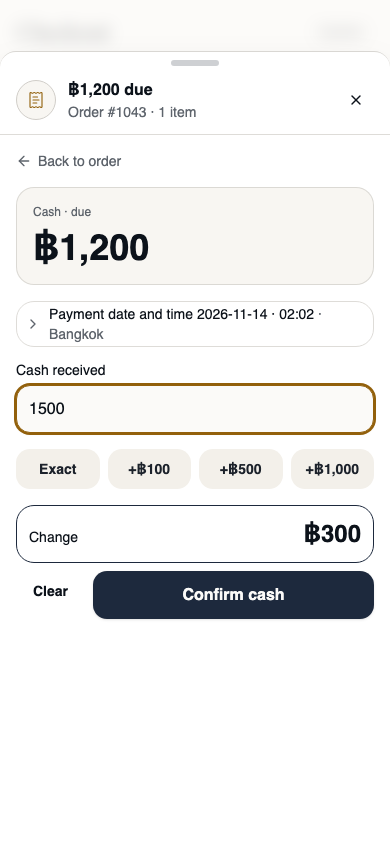 ฿1,200 due
Order #1043 · 1 item
Back to order
Cash · due
฿1,200
Payment date and time 2026-11-14 · 02:02 ·
Bangkok
Cash received
1500
Exact
+฿100
+฿500
+฿1,000
Change
฿300
Clear
Confirm cash